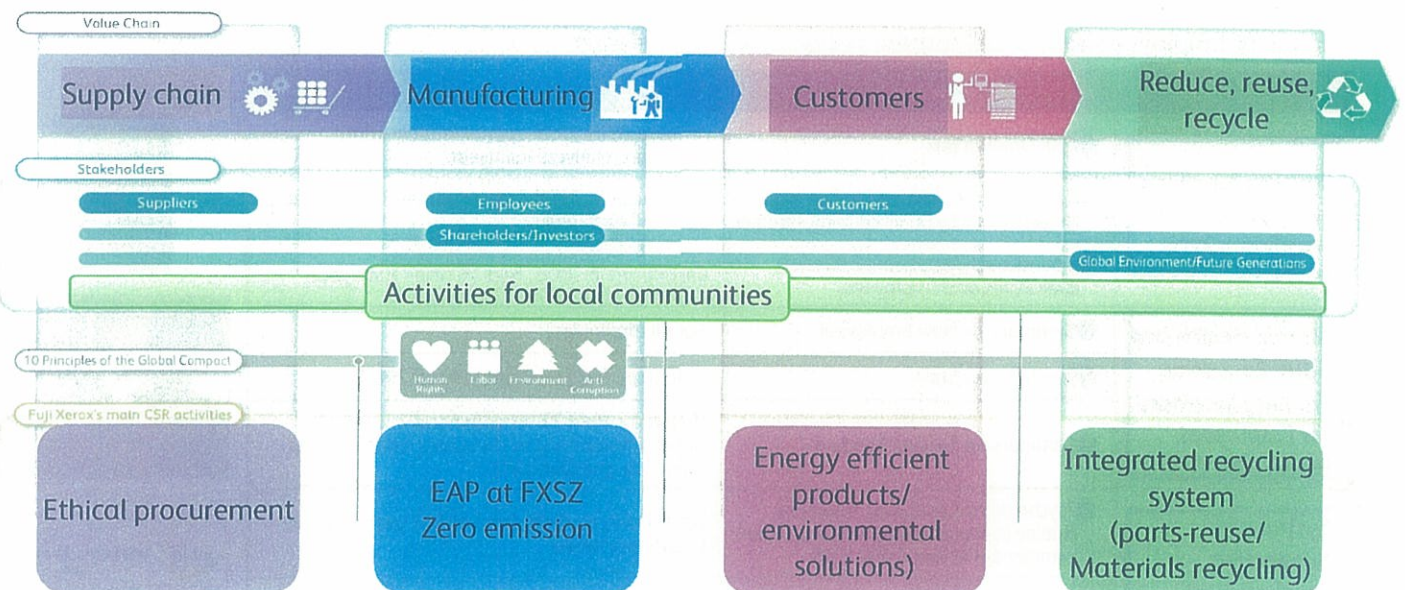 Value Chain
Supply chain
Manufacturing
Customers
Reduce, reuse,
recycle
Stakeholders
Suppliers
Employees
Customers
Shareholders/Investors
Global Environment/Future Generations
Activities for local communities
10 Principles of the Global Compact
Human
Rights
Labor
Environment
Anti-
Corruption
Fuji Xerox's main CSR activities
Ethical procurement
EAP at FXSZ
Zero emission
Energy efficient
products/
environmental
solutions)
Integrated recycling
system
(parts-reuse/
Materials recycling)